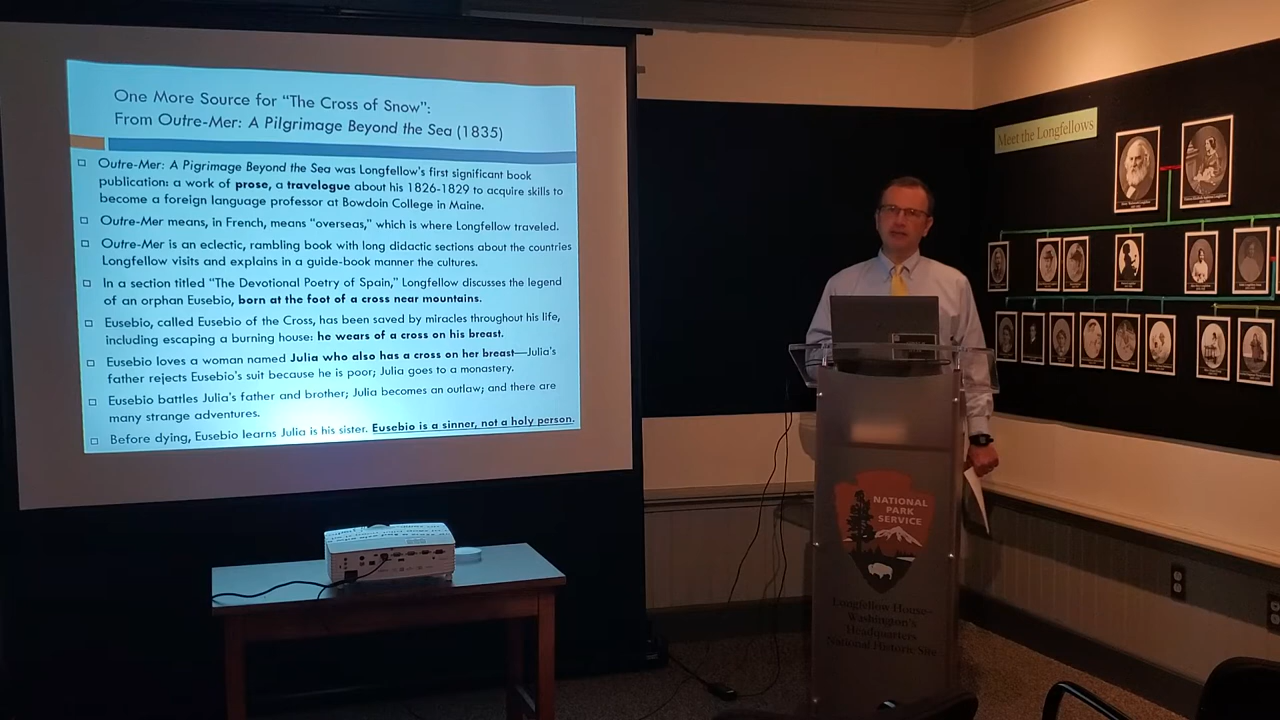 One More Source for "The Cross of Snow":
From Outre-Mer: A Pilgrimage Beyond the Sea (1835)
Outre-Mer: A Pigrimage Beyond the Sea was Longfellow's first significant book
publication: a work of prose, a travelogue about his 1826-1829 to acquire skills to
become a foreign language professor at Bowdoin College in Maine.
Outre-Mer means, in French, means "overseas," which is where Longfellow traveled.
Outre-Mer is an eclectic, rambling book with long didactic sections about the countries
Longfellow visits and explains in a guide-book manner the cultures.
In a section titled "The Devotional Poetry of Spain," Longfellow discusses the legend
of an orphan Eusebio, born at the foot of a cross near mountains.
Eusebio, called Eusebio of the Cross, has been saved by miracles throughout his life,
including escaping a burning house: he wears of a cross on his breast.
Eusebio loves a woman named Julia who also has a cross on her breast—Julia's
father rejects Eusebio's suit because he is poor; Julia goes to a monastery.
Eusebio battles Julia's father and brother; Julia becomes an outlaw; and there are
many strange adventures.
Before dying, Eusebio learns Julia is his sister. Eusebio is a sinner, not a holy person.
Meet the Longfellows
NATIONAL
PARK
SERVICE
Longfellow House–
Washington's
Headquarters
National Historic Site